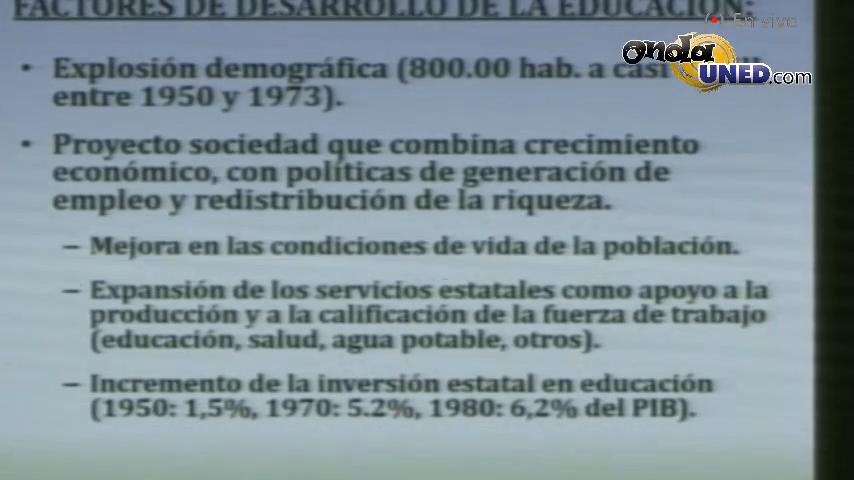 FACTORES DE DESARROLLO DE LA EDUCACIÓN:
En vivo
onda
UNED.com
• Explosión demográfica (800.00 hab. a casi
entre 1950 y 1973).
• Proyecto sociedad que combina crecimiento
económico, con políticas de generación de
empleo y redistribución de la riqueza.
– Mejora en las condiciones de vida de la población.
– Expansión de los servicios estatales como apoyo a la
producción y a la calificación de la fuerza de trabajo
(educación, salud, agua potable, otros).
– Incremento de la inversión estatal en educación
(1950: 1,5%, 1970: 5.2%, 1980: 6,2% del PIB).